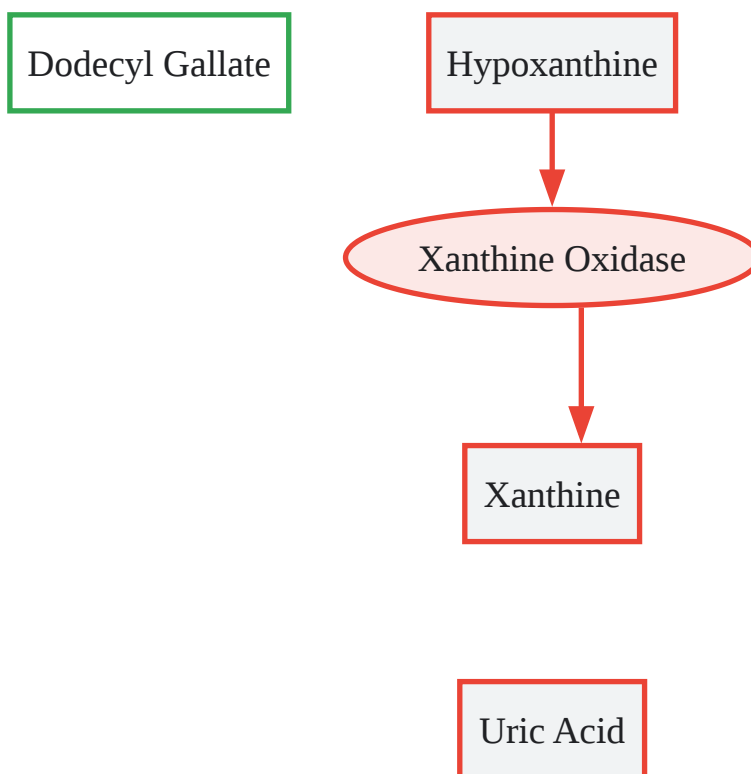 Dodecyl Gallate
Hypoxanthine
Xanthine Oxidase
Xanthine
Uric Acid